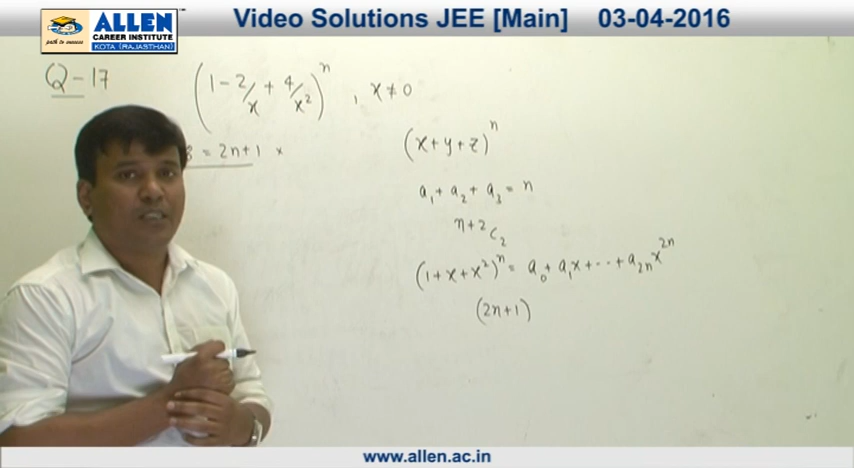 Video Solutions JEE [Main] 03-04-2016
path to success
ALLEN
CAREER INSTITUTE
KOTA (RAJASTHAN)
Q-17
(1 - 2/x + 4/x²)ⁿ , x ≠ 0
8 = 2n+1 ×
(x+y+z)ⁿ
a₁ + a₂ + a₃ = n
ⁿ⁺²C₂
(1+x+x²)ⁿ = a₀ + a₁x + ... + a₂ₙx²ⁿ
(2n+1)
www.allen.ac.in